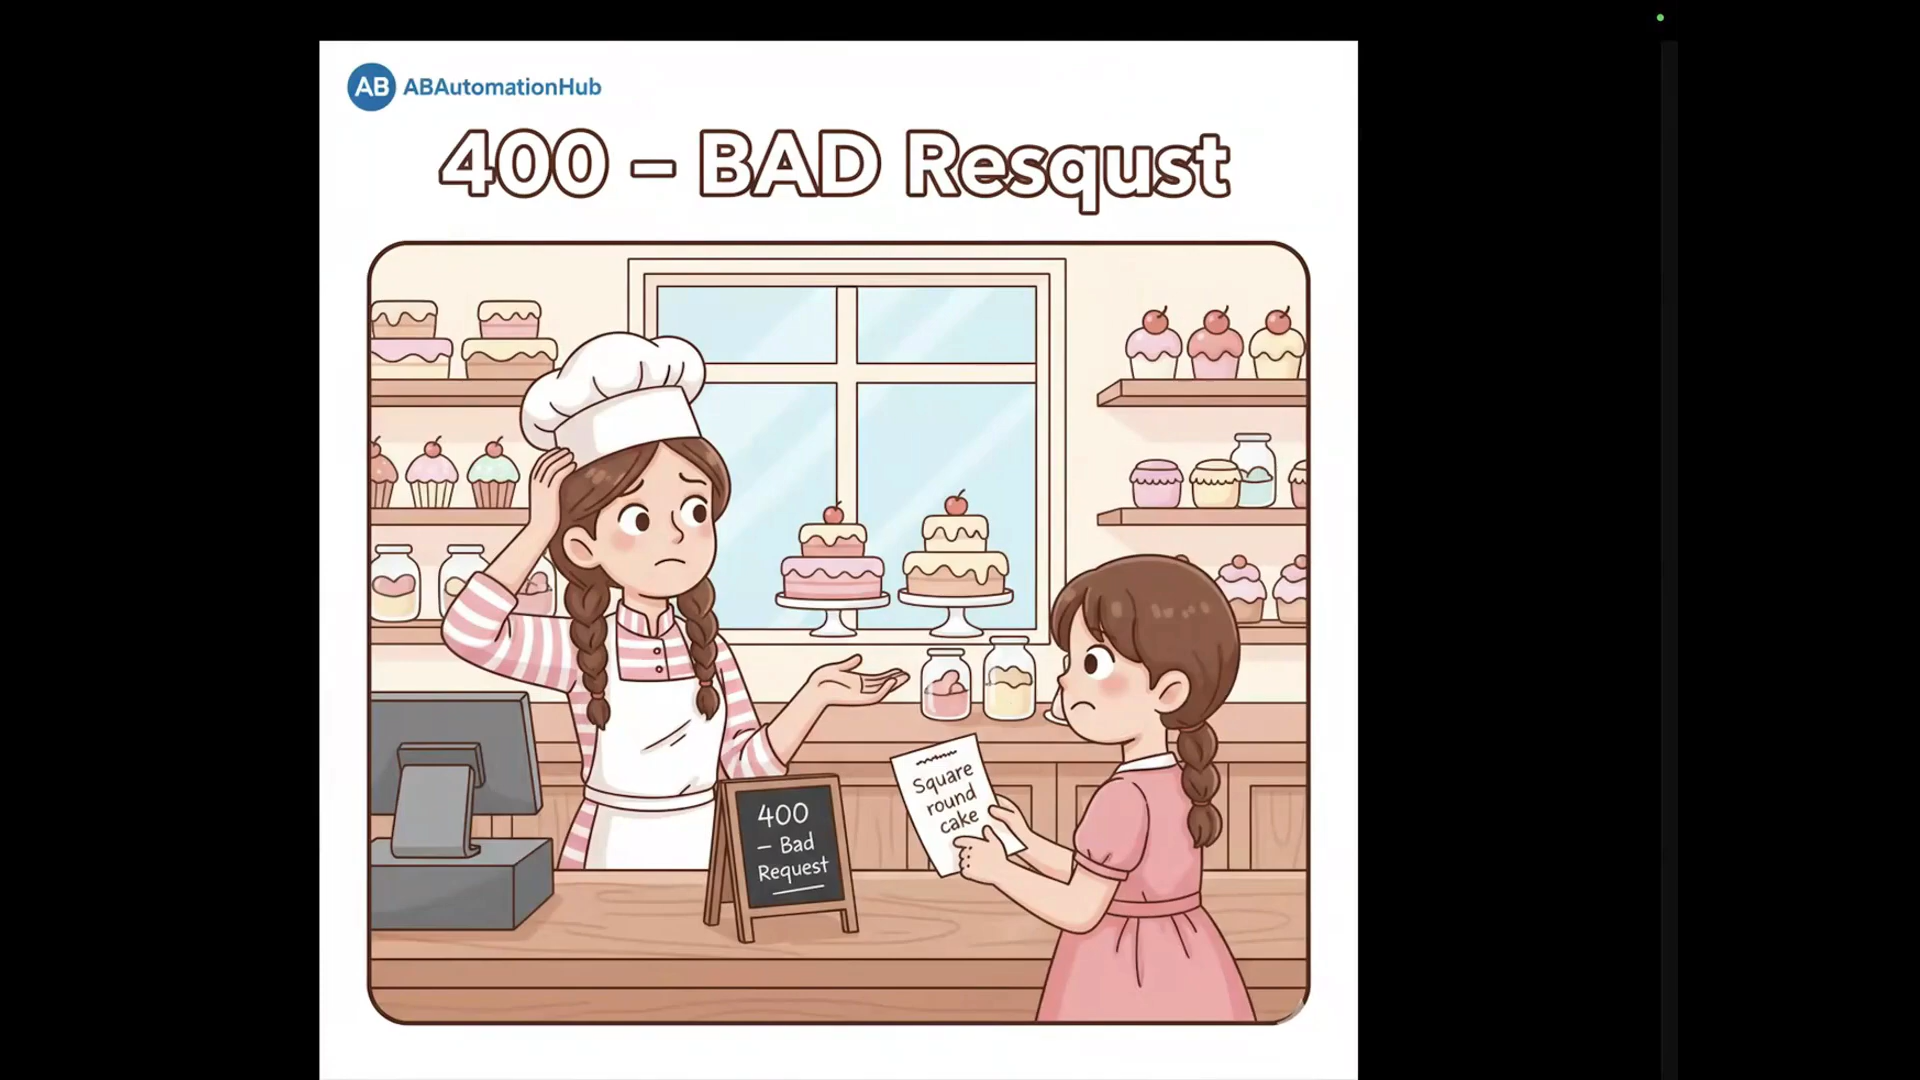 AB ABAutomationHub
400 – BAD Resqust
Square
round
cake
400
– Bad
Request